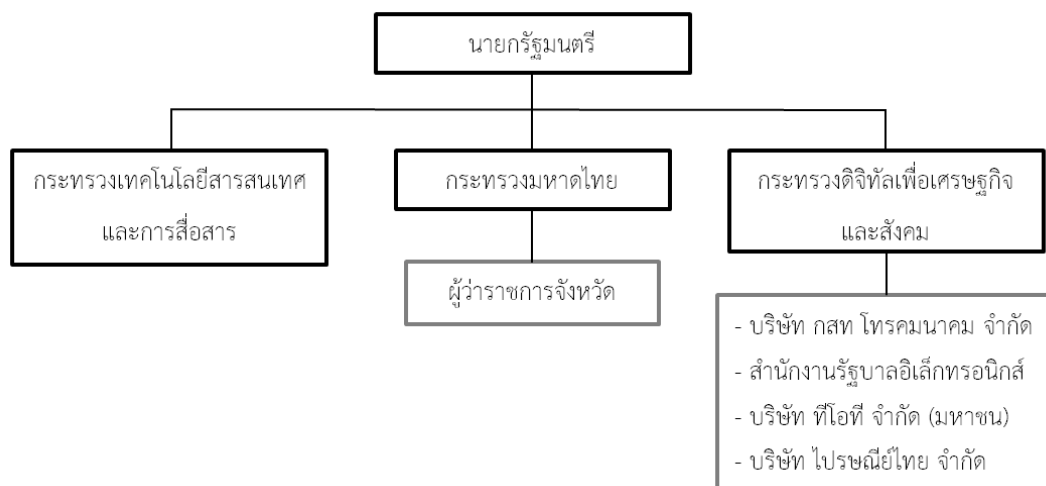 นายกรัฐมนตรี
กระทรวงเทคโนโลยีสารสนเทศ
และการสื่อสาร
กระทรวงมหาดไทย
กระทรวงดิจิทัลเพื่อเศรษฐกิจ
และสังคม
ผู้ว่าราชการจังหวัด
- บริษัท กสท โทรคมนาคม จำกัด
- สำนักงานรัฐบาลอิเล็กทรอนิกส์
- บริษัท ทีโอที จำกัด (มหาชน)
- บริษัท ไปรษณีย์ไทย จำกัด